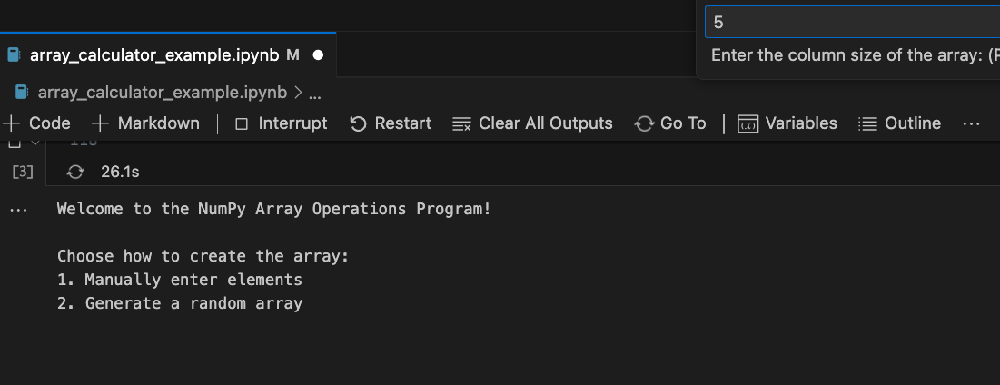 5
Enter the column size of the array: (P
array_calculator_example.ipynb M
array_calculator_example.ipynb > ...
+ Code + Markdown | Interrupt Restart Clear All Outputs Go To | Variables Outline ...
[3] 26.1s
... Welcome to the NumPy Array Operations Program!
Choose how to create the array:
1. Manually enter elements
2. Generate a random array